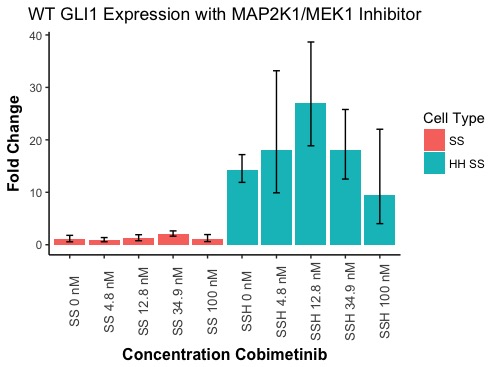 WT GLI1 Expression with MAP2K1/MEK1 Inhibitor
Fold Change
40
30
20
10
0
SS 0 nM
SS 4.8 nM
SS 12.8 nM
SS 34.9 nM
SS 100 nM
SSH 0 nM
SSH 4.8 nM
SSH 12.8 nM
SSH 34.9 nM
SSH 100 nM
Concentration Cobimetinib
Cell Type
SS
HH SS